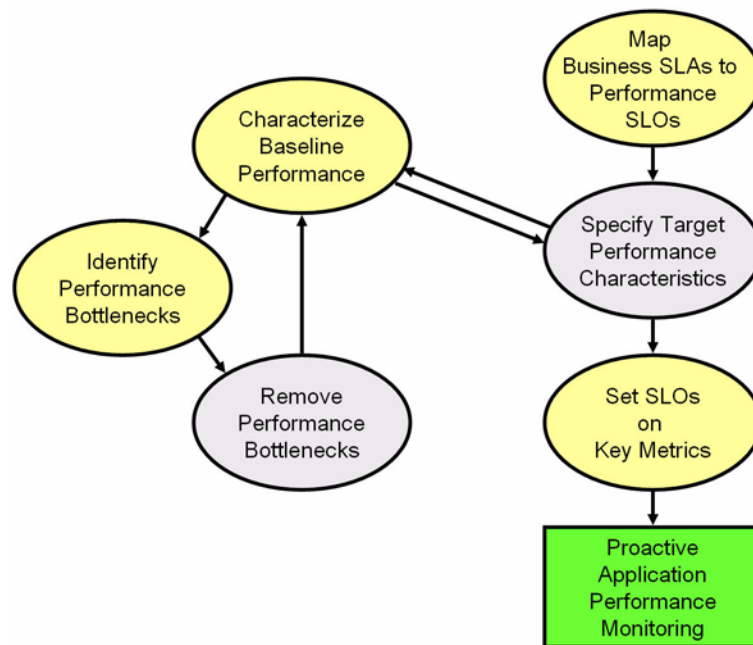 Map
Business SLAs to
Performance
SLOs
Characterize
Baseline
Performance
Specify Target
Performance
Characteristics
Identify
Performance
Bottlenecks
Remove
Performance
Bottlenecks
Set SLOs
on
Key Metrics
Proactive
Application
Performance
Monitoring